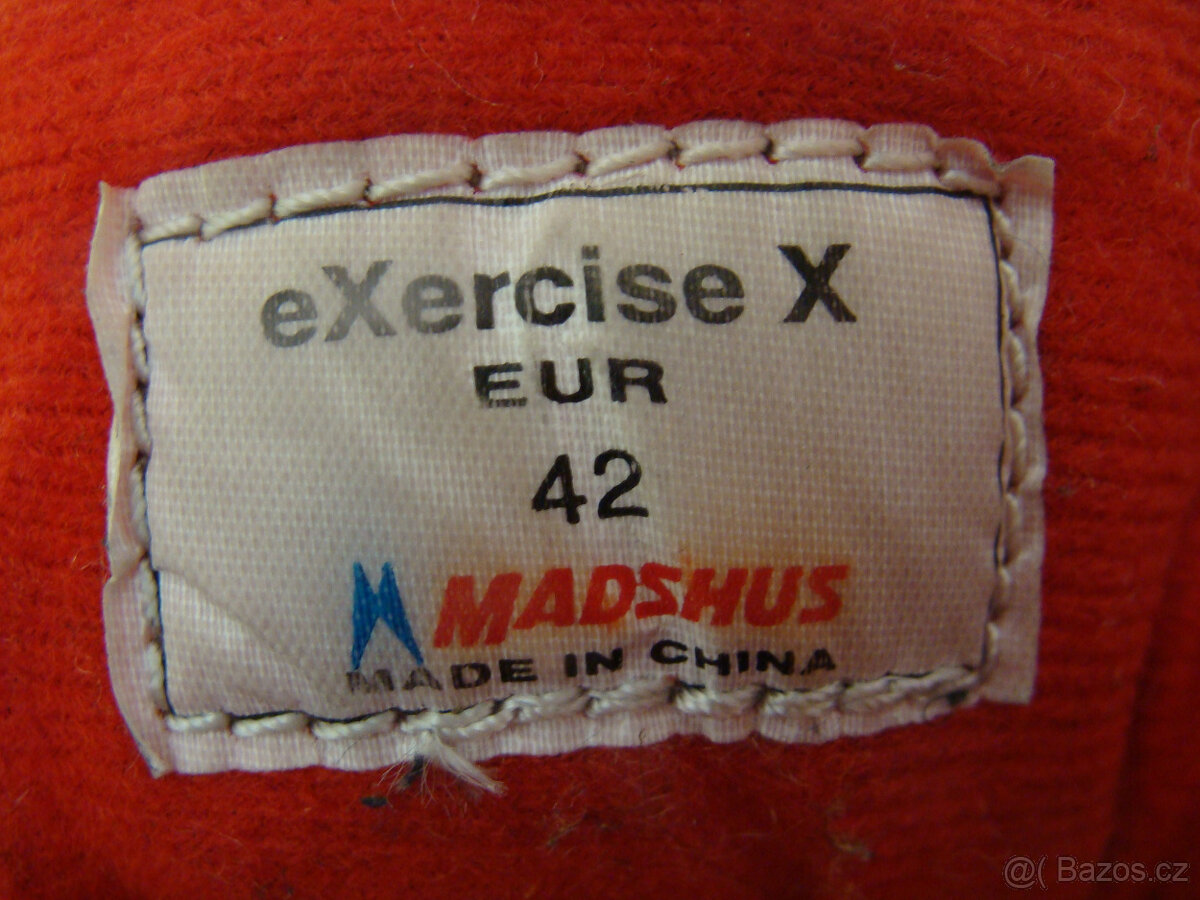 eXercise X
EUR
42
MADSHUS
MADE IN CHINA
@( Bazos.cz